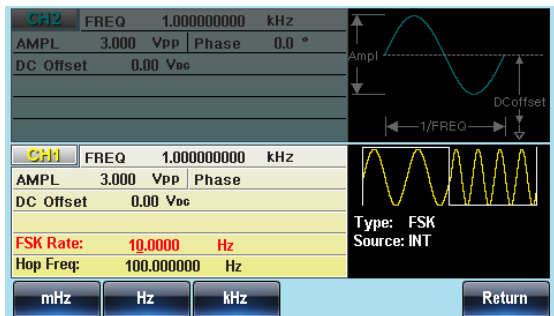 CH2 FREQ 1.000000000 kHz
AMPL 3.000 Vpp Phase 0.0 °
DC Offset 0.00 VDC
Ampl
DCoffset
1/FREQ
CH1 FREQ 1.000000000 kHz
AMPL 3.000 Vpp Phase
DC Offset 0.00 VDC
Type: FSK
FSK Rate: 10.0000 Hz
Source: INT
Hop Freq: 100.000000 Hz
mHz Hz kHz Return